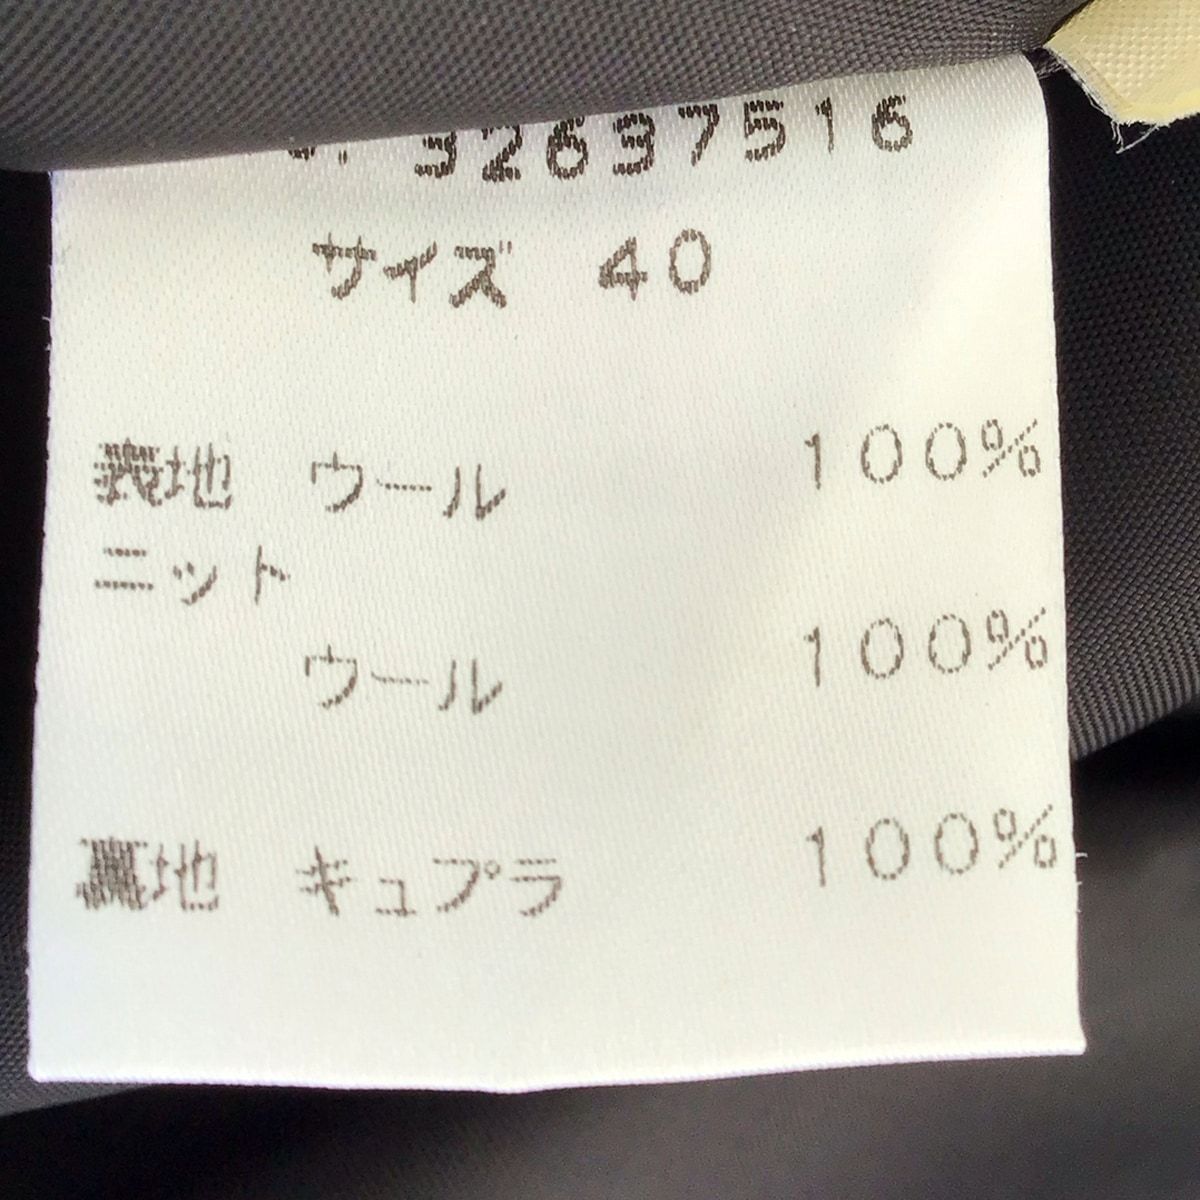 32637516
サイズ 40
表地 ウール 100%
ニット
ウール 100%
裏地 キュプラ 100%